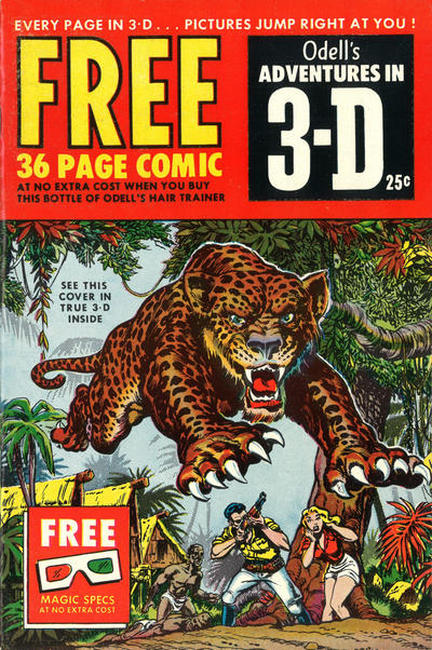 EVERY PAGE IN 3-D . . . PICTURES JUMP RIGHT AT YOU !
FREE
36 PAGE COMIC
AT NO EXTRA COST WHEN YOU BUY
THIS BOTTLE OF ODELL'S HAIR TRAINER
Odell's
ADVENTURES IN
3-D
25¢
SEE THIS
COVER IN
TRUE 3-D
INSIDE
FREE
MAGIC SPECS
AT NO EXTRA COST